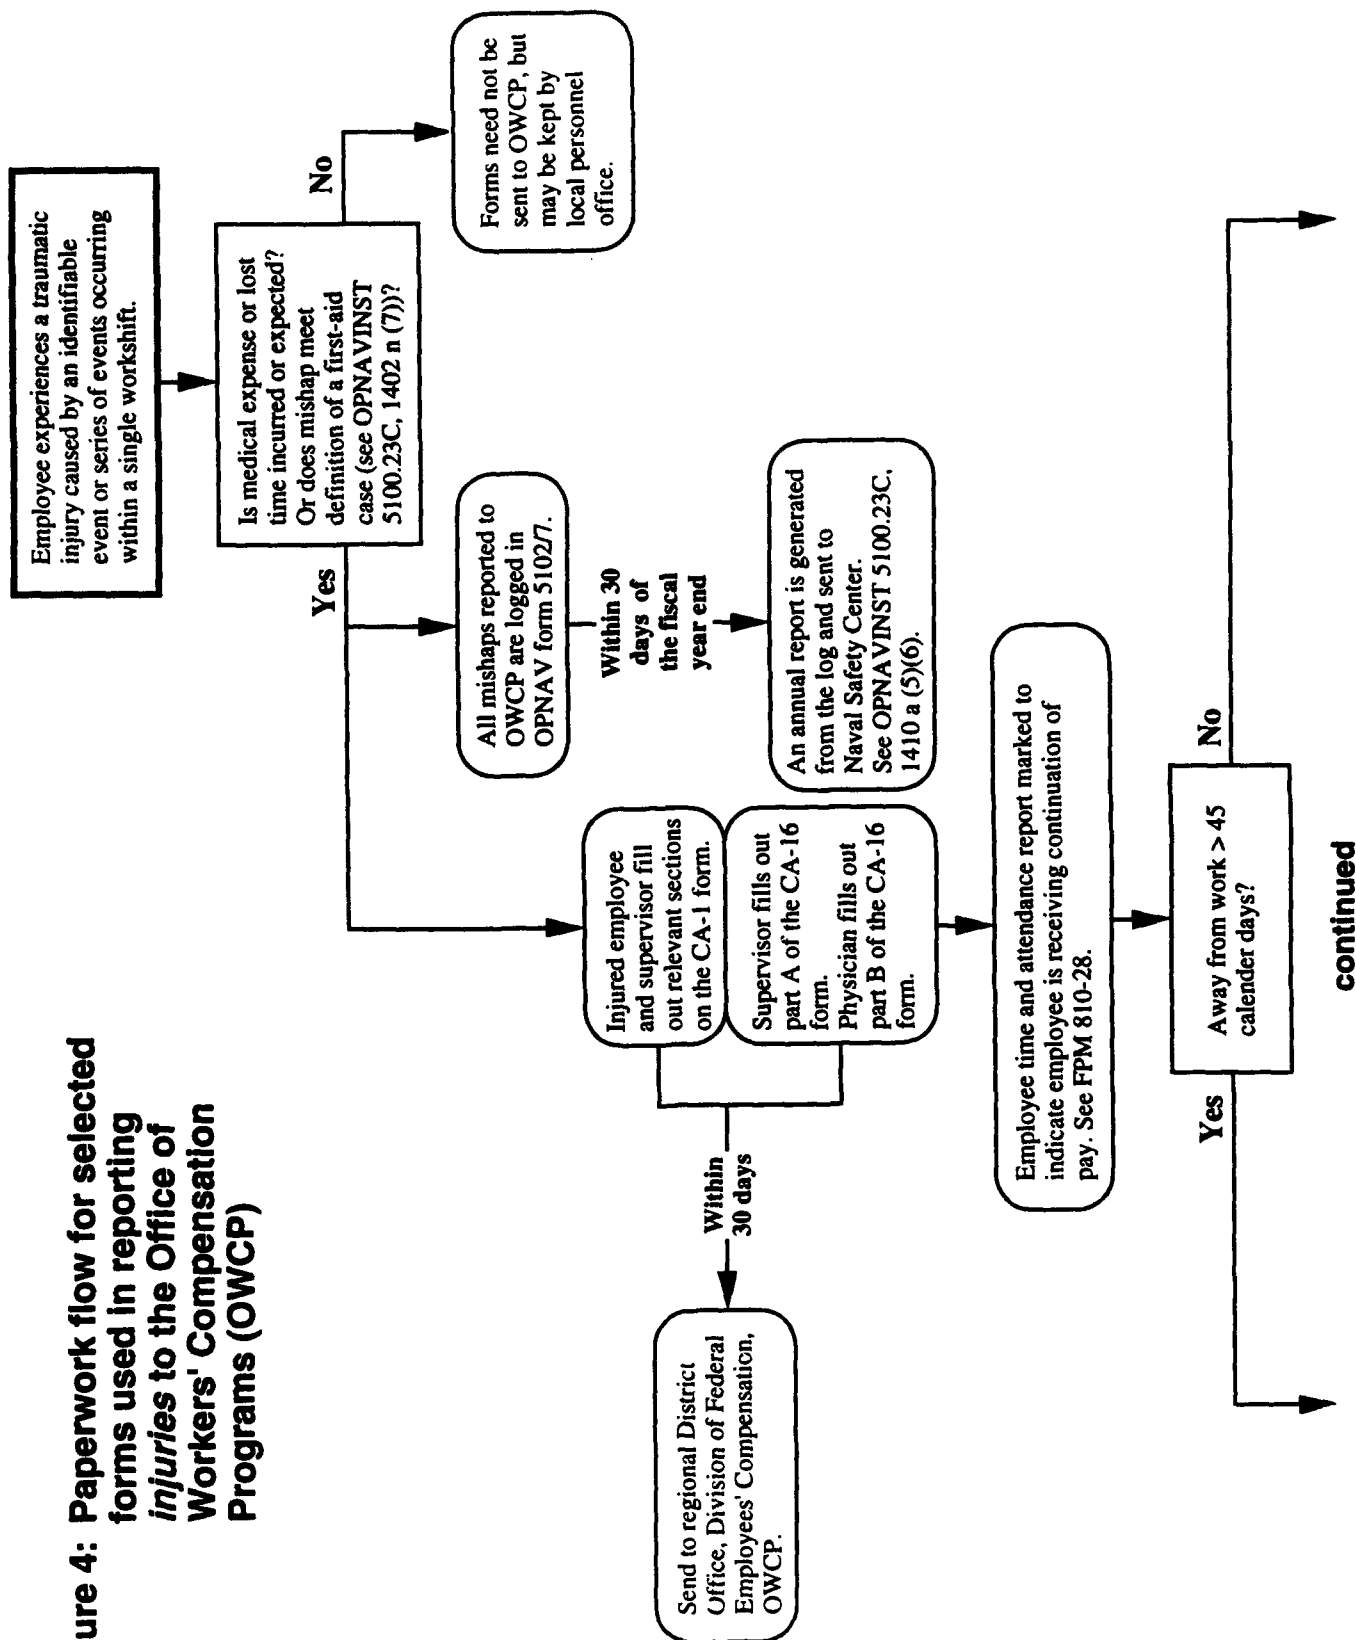 ure 4: Paperwork flow for selected
forms used in reporting
injuries to the Office of
Workers' Compensation
Programs (OWCP)
Employee experiences a traumatic
injury caused by an identifiable
event or series of events occurring
within a single workshift.
Is medical expense or lost
time incurred or expected?
Or does mishap meet
definition of a first-aid
case (see OPNAVINST
5100.23C, 1402 n (7))?
Yes
No
Forms need not be
sent to OWCP, but
may be kept by
local personnel
office.
All mishaps reported to
OWCP are logged in
OPNAV form 5102/7.
Within 30
days of
the fiscal
year end
An annual report is generated
from the log and sent to
Naval Safety Center.
See OPNAVINST 5100.23C,
1410 a (5)(6).
Injured employee
and supervisor fill
out relevant sections
on the CA-1 form.
Supervisor fills out
part A of the CA-16
form.
Physician fills out
part B of the CA-16
form.
Within
30 days
Send to regional District
Office, Division of Federal
Employees' Compensation,
OWCP.
Employee time and attendance report marked to
indicate employee is receiving continuation of
pay. See FPM 810-28.
Away from work > 45
calender days?
Yes
No
continued